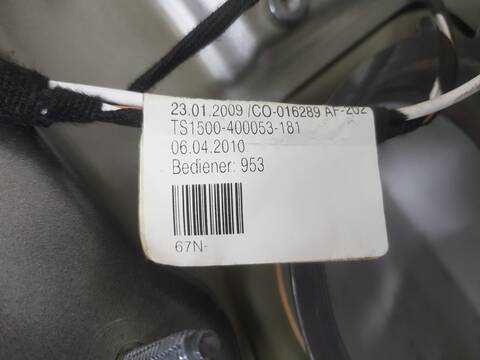 23.01.2009 /CO-016289 AF-202
TS1500-400053-181
06.04.2010
Bediener: 953
67N-